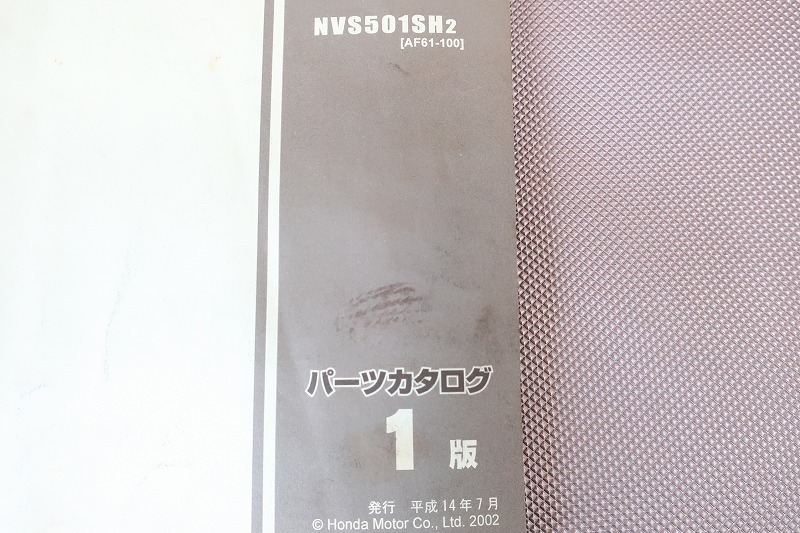 NVS501SH2
[AF61-100]
パーツカタログ
1版
発行 平成14年7月
© Honda Motor Co., Ltd. 2002